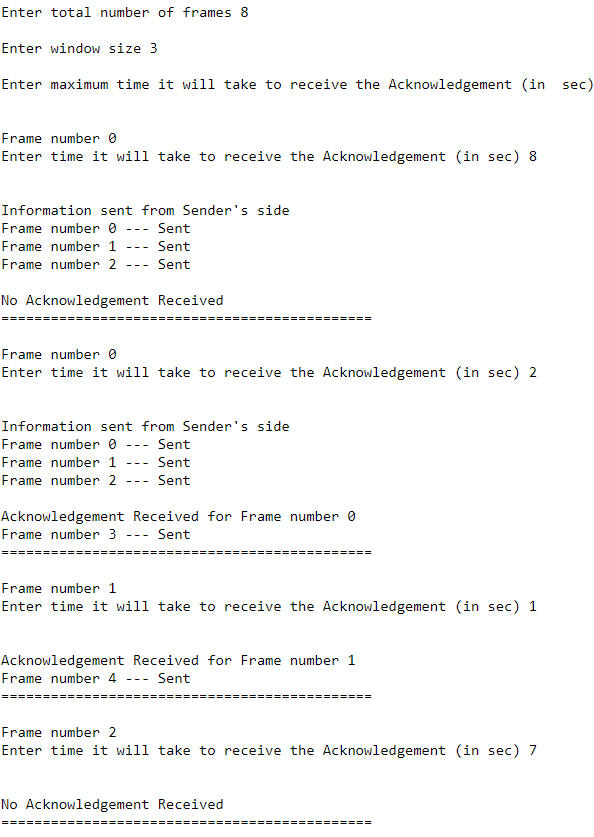 Enter total number of frames 8
Enter window size 3
Enter maximum time it will take to receive the Acknowledgement (in  sec)
Frame number 0
Enter time it will take to receive the Acknowledgement (in sec) 8
Information sent from Sender's side
Frame number 0 --- Sent
Frame number 1 --- Sent
Frame number 2 --- Sent
No Acknowledgement Received
=============================================
Frame number 0
Enter time it will take to receive the Acknowledgement (in sec) 2
Information sent from Sender's side
Frame number 0 --- Sent
Frame number 1 --- Sent
Frame number 2 --- Sent
Acknowledgement Received for Frame number 0
Frame number 3 --- Sent
=============================================
Frame number 1
Enter time it will take to receive the Acknowledgement (in sec) 1
Acknowledgement Received for Frame number 1
Frame number 4 --- Sent
=============================================
Frame number 2
Enter time it will take to receive the Acknowledgement (in sec) 7
No Acknowledgement Received
=============================================